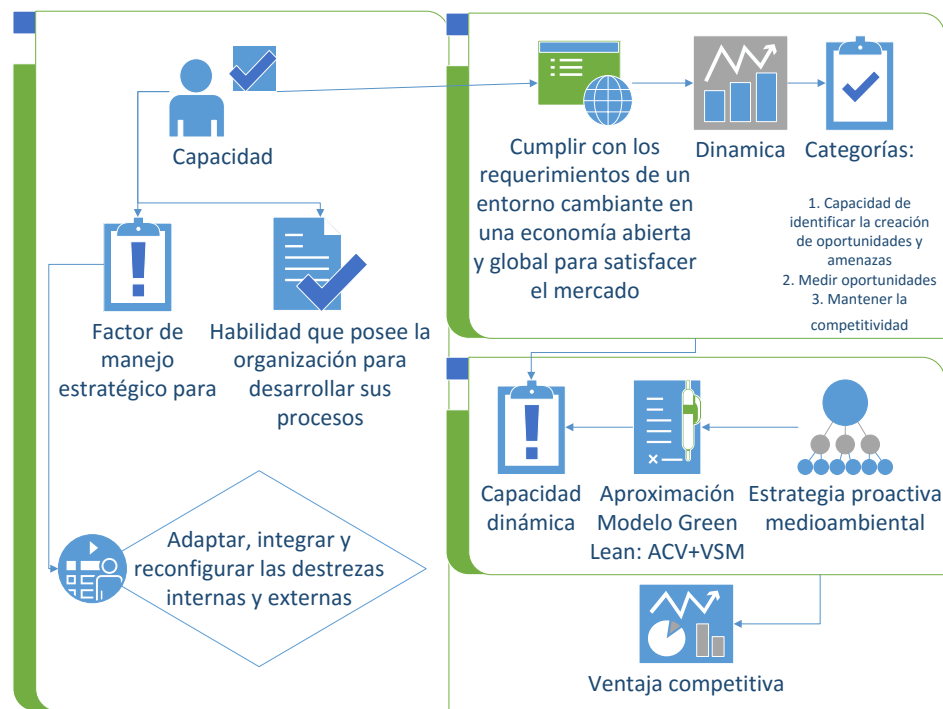 Capacidad
Factor de
manejo
estratégico para
Habilidad que posee la
organización para
desarrollar sus
procesos
Adaptar, integrar y
reconfigurar las destrezas
internas y externas
Cumplir con los
requerimientos de un
entorno cambiante en
una economía abierta
y global para satisfacer
el mercado
Dinamica
Categorías:
1. Capacidad de
identificar la creación
de oportunidades y
amenazas
2. Medir oportunidades
3. Mantener la
competitividad
Capacidad
dinámica
Aproximación
Modelo Green
Lean: ACV+VSM
Estrategia proactiva
medioambiental
Ventaja competitiva